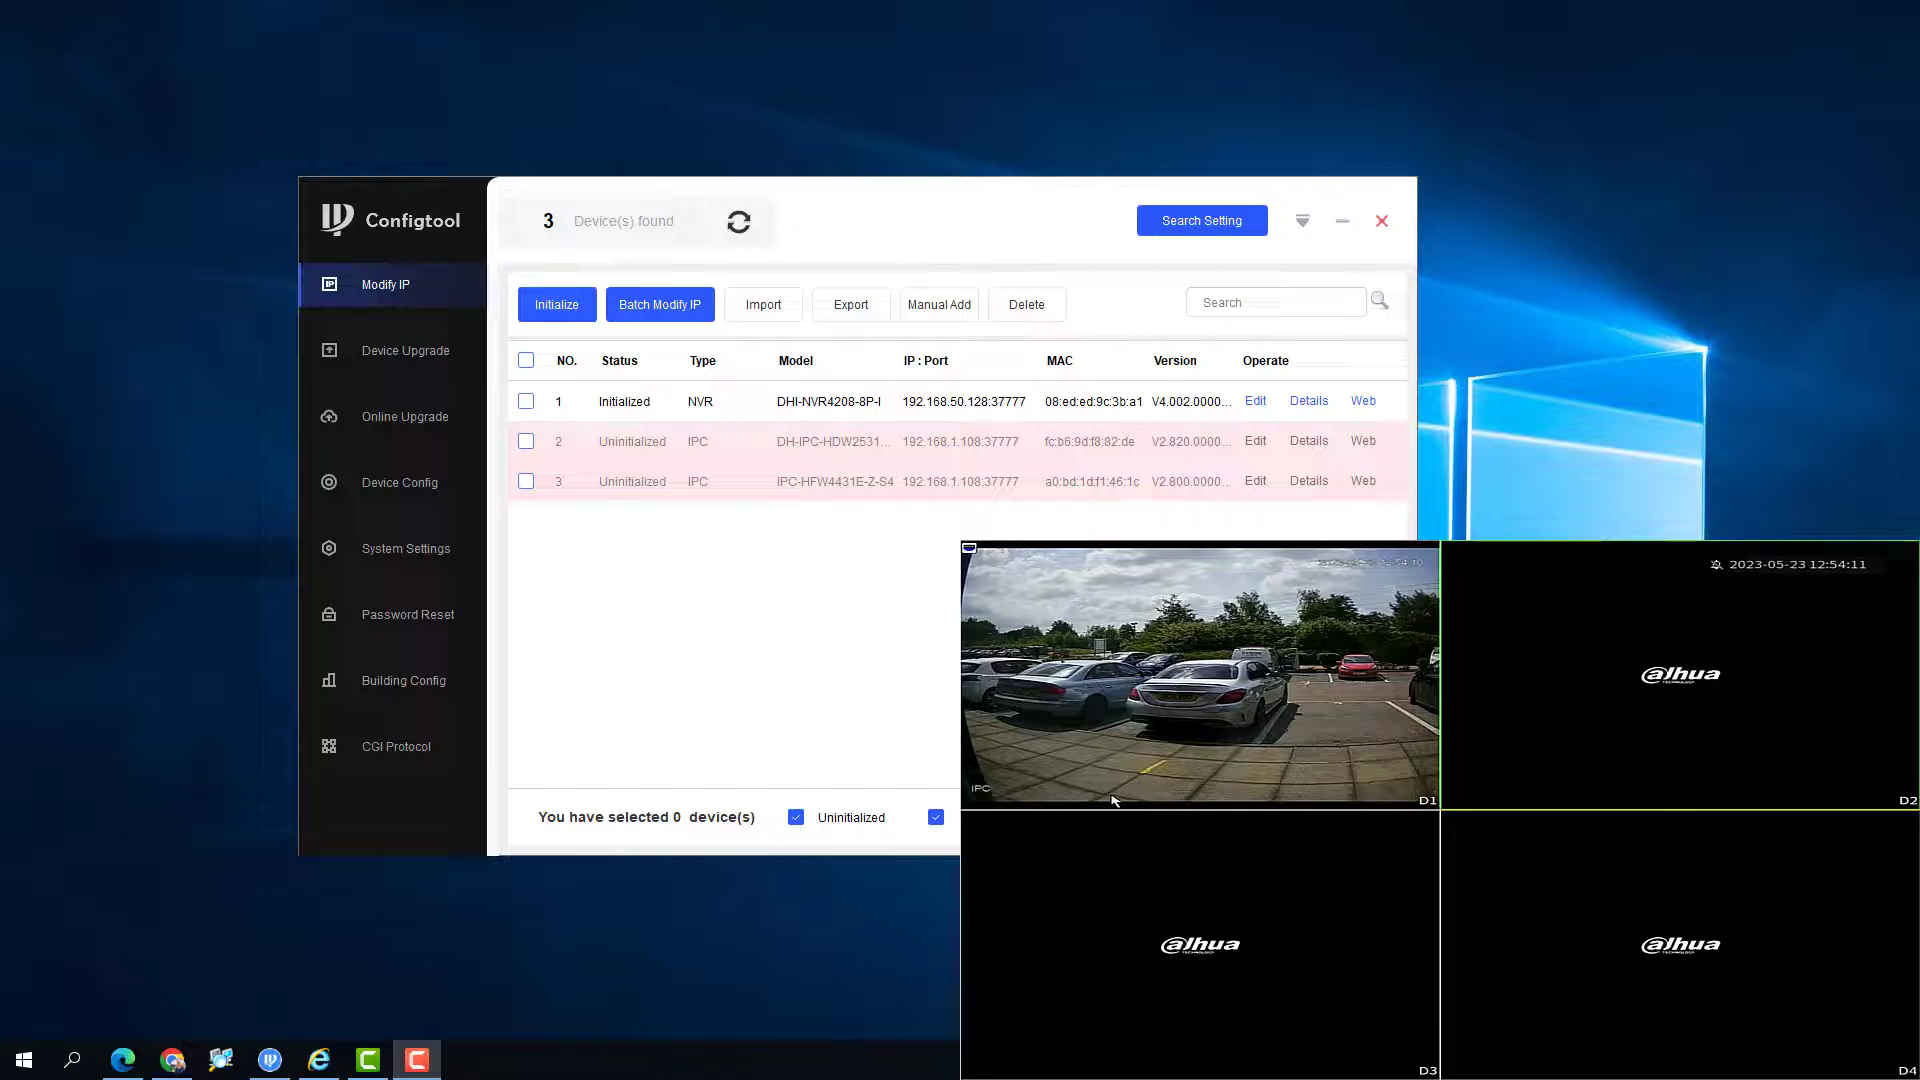 Configtool
3 Device(s) found
Search Setting
Modify IP
Device Upgrade
Online Upgrade
Device Config
System Settings
Password Reset
Building Config
CGI Protocol
Initialize Batch Modify IP Import Export Manual Add Delete Search
NO. Status Type Model IP : Port MAC Version Operate
1 Initialized NVR DHI-NVR4208-8P-I 192.168.50.128:37777 08:ed:ed:9c:3b:a1 V4.002.0000... Edit Details Web
2 Uninitialized IPC DH-IPC-HDW2531... 192.168.1.108:37777 fc:b6:9d:f8:82:de V2.820.0000... Edit Details Web
3 Uninitialized IPC IPC-HFW4431E-Z-S4 192.168.1.108:37777 a0:bd:1d:f1:46:1c V2.800.0000... Edit Details Web
You have selected 0 device(s) Uninitialized
IPC
D1
2023-05-23 12:54:11
alhua
TECHNOLOGY
D2
alhua
TECHNOLOGY
D3
alhua
TECHNOLOGY
D4